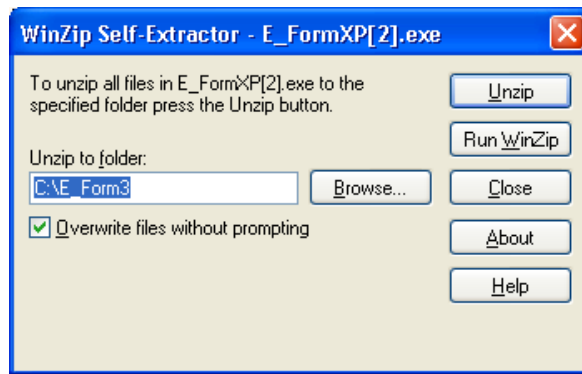 WinZip Self-Extractor - E_FormXP[2].exe
To unzip all files in E_FormXP[2].exe to the
specified folder press the Unzip button.
Unzip to folder:
C:\E_Form3
Browse...
Overwrite files without prompting
Unzip
Run WinZip
Close
About
Help